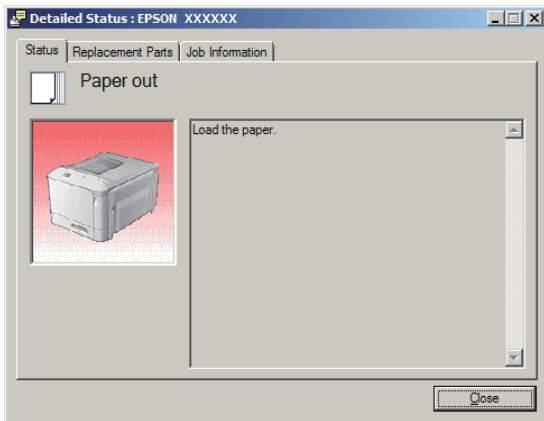 Detailed Status : EPSON XXXXXX
Status Replacement Parts Job Information
Paper out
Load the paper.
Close